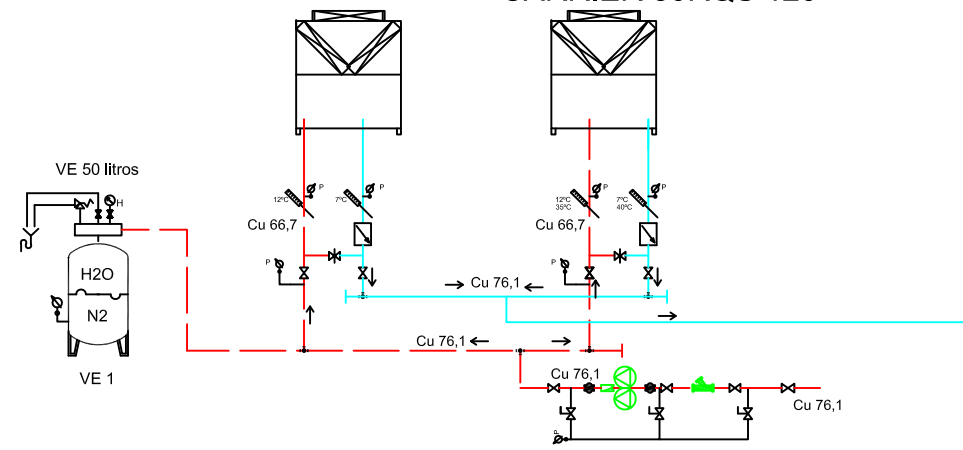 VE 50 litros
H
P
P
P
P
12ºC
7ºC
12ºC
35ºC
7ºC
40ºC
Cu 66,7
Cu 66,7
P
P
H2O
N2
Cu 76,1
Cu 76,1
VE 1
Cu 76,1
Cu 76,1
P